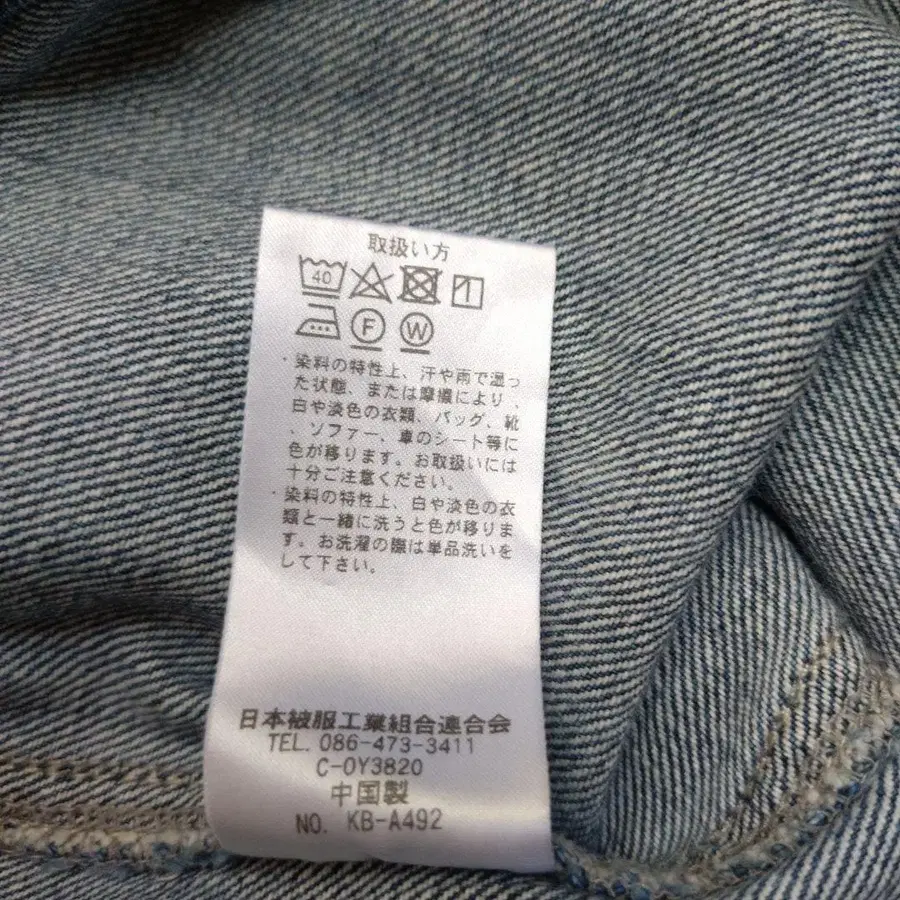 取扱い方
40
F W
・染料の特性上、汗や雨で湿っ
た状態、または摩擦により、
白や淡色の衣類、バッグ、靴
、ソファー、車のシート等に
色が移ります。お取扱いには
十分ご注意ください。
・染料の特性上、白や淡色の衣
類と一緒に洗うと色が移りま
す。お洗濯の際は単品洗いを
して下さい。
日本被服工業組合連合会
TEL. 086-473-3411
C-0Y3820
中国製
NO. KB-A492